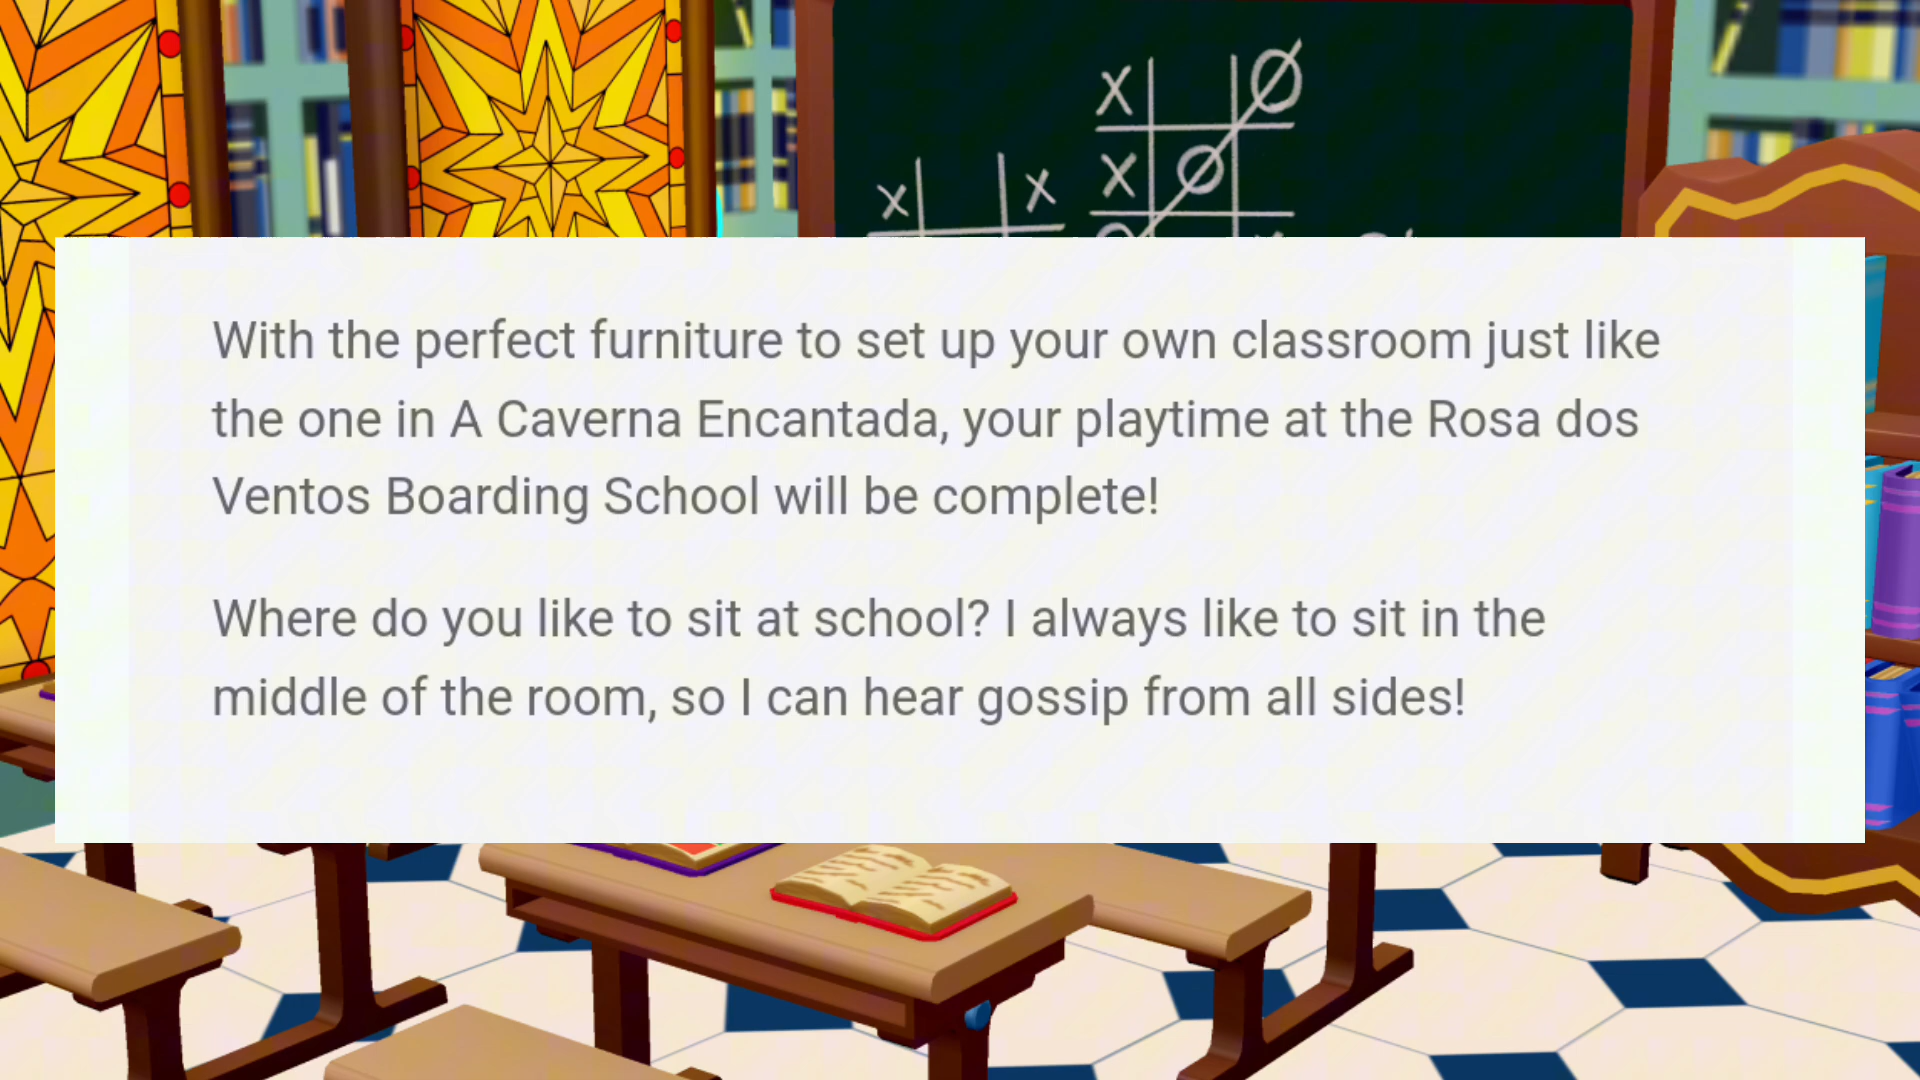 With the perfect furniture to set up your own classroom just like
the one in A Caverna Encantada, your playtime at the Rosa dos
Ventos Boarding School will be complete!
Where do you like to sit at school? I always like to sit in the
middle of the room, so I can hear gossip from all sides!